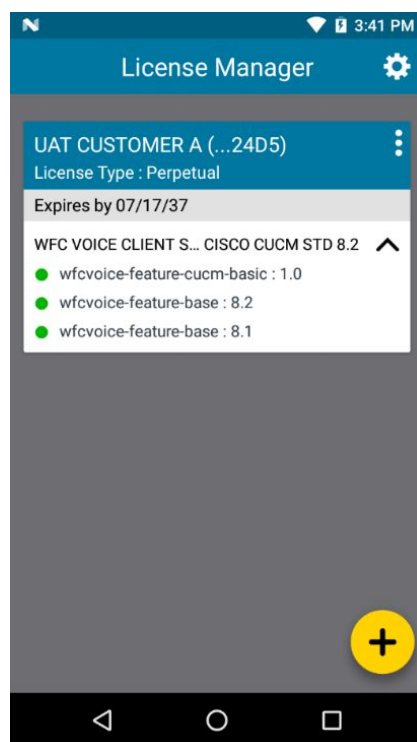 N 3:41 PM
License Manager
UAT CUSTOMER A (...24D5)
License Type : Perpetual
Expires by 07/17/37
WFC VOICE CLIENT S... CISCO CUCM STD 8.2
wfcvoice-feature-cucm-basic : 1.0
wfcvoice-feature-base : 8.2
wfcvoice-feature-base : 8.1